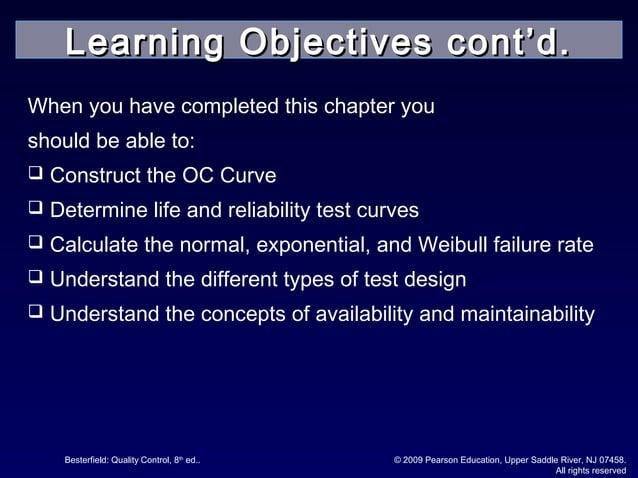 Learning Objectives cont’d.
When you have completed this chapter you
should be able to:
❑ Construct the OC Curve
❑ Determine life and reliability test curves
❑ Calculate the normal, exponential, and Weibull failure rate
❑ Understand the different types of test design
❑ Understand the concepts of availability and maintainability
Besterfield: Quality Control, 8th ed..
© 2009 Pearson Education, Upper Saddle River, NJ 07458.
All rights reserved